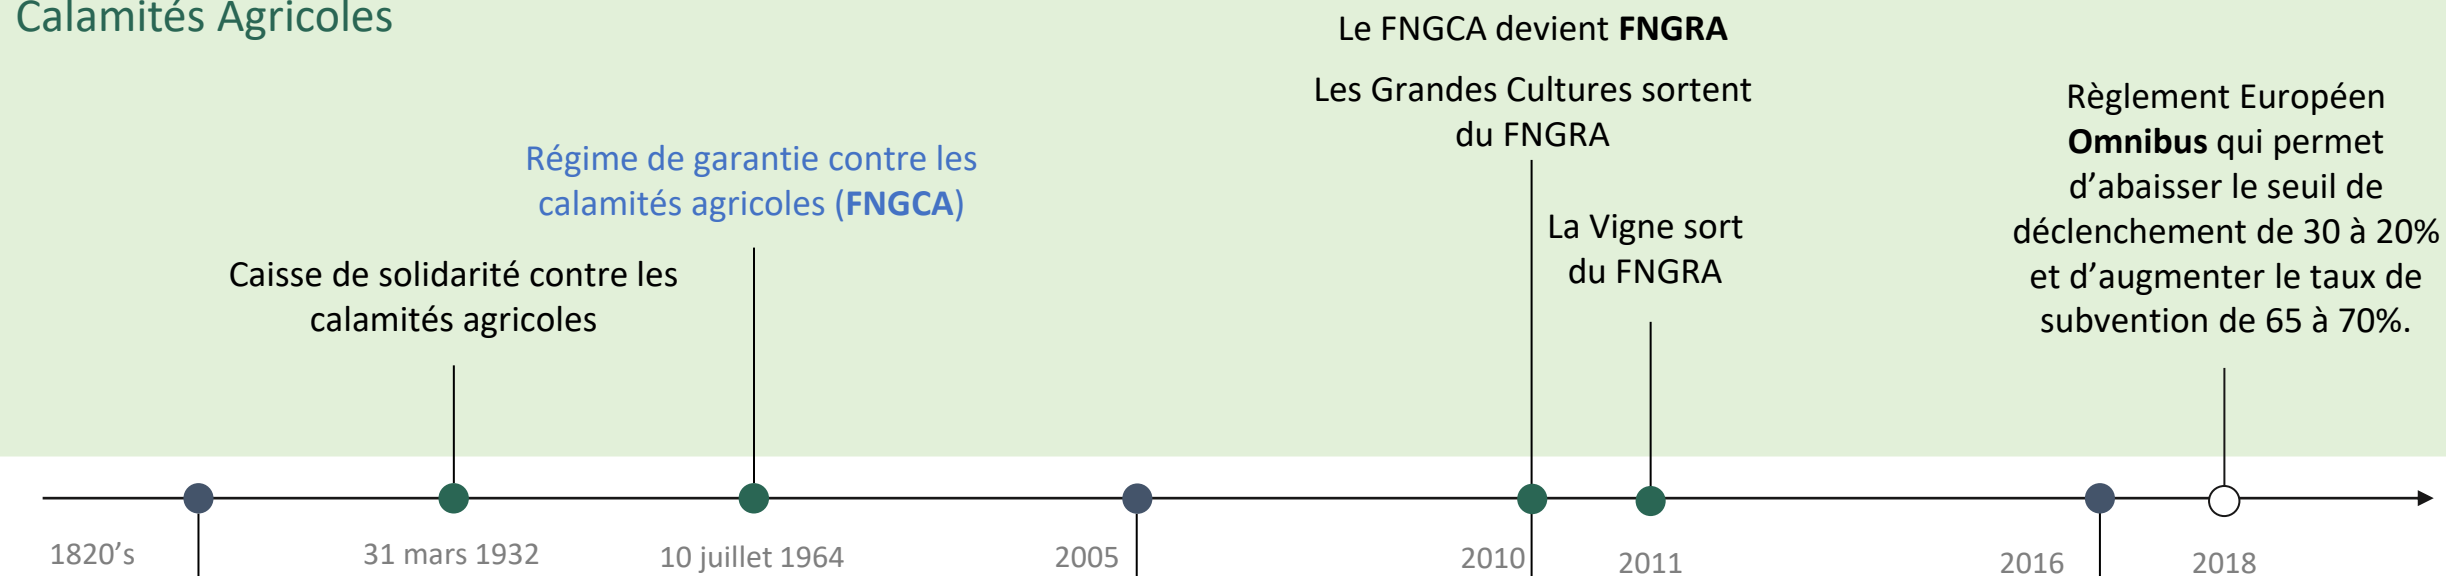 Calamités Agricoles
Le FNGCA devient FNGRA
Les Grandes Cultures sortent
du FNGRA
Règlement Européen
Omnibus qui permet
d’abaisser le seuil de
déclenchement de 30 à 20%
et d’augmenter le taux de
subvention de 65 à 70%.
Régime de garantie contre les
calamités agricoles (FNGCA)
La Vigne sort
du FNGRA
Caisse de solidarité contre les
calamités agricoles
1820’s
31 mars 1932
10 juillet 1964
2005
2010
2011
2016
2018